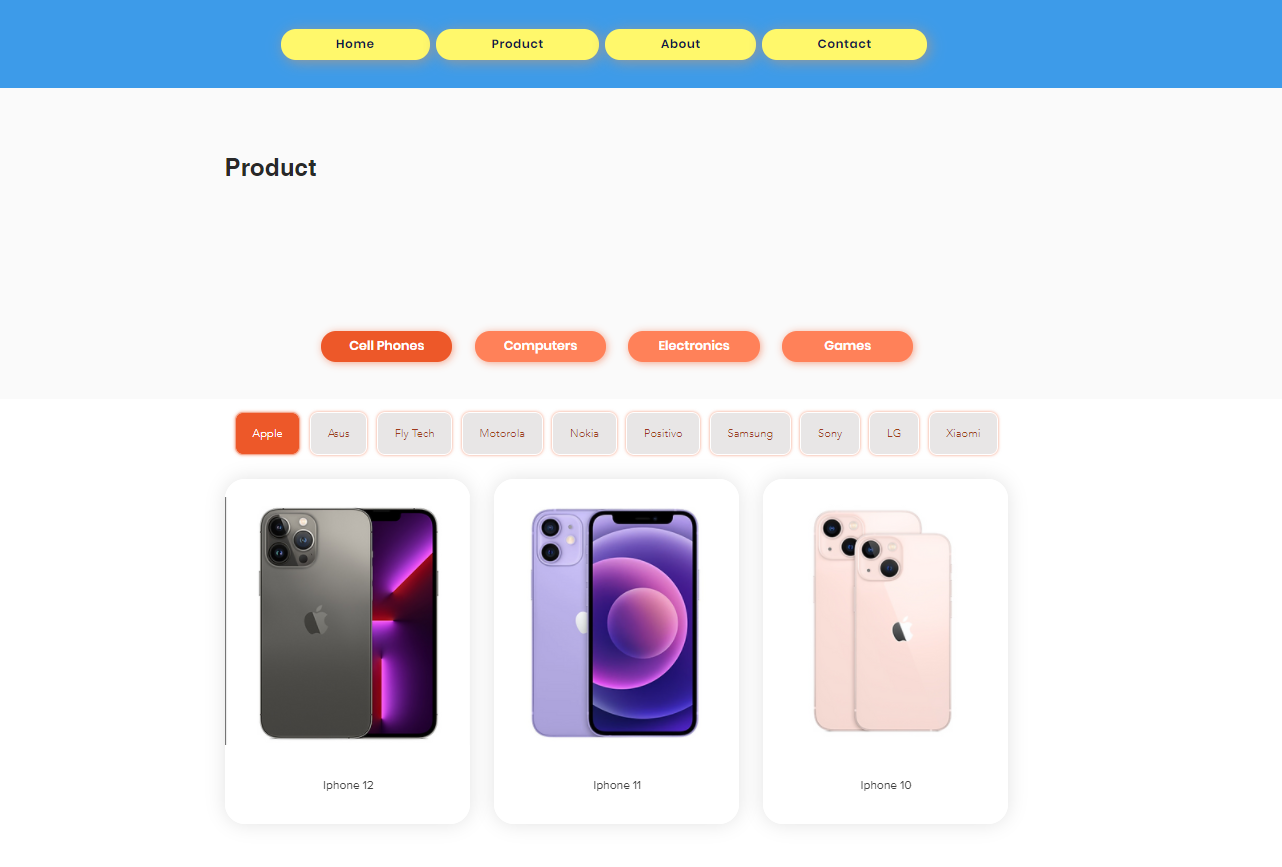 Home Product About Contact
Product
Cell Phones Computers Electronics Games
Apple Asus Fly Tech Motorola Nokia Positivo Samsung Sony LG Xiaomi
Iphone 12 Iphone 11 Iphone 10